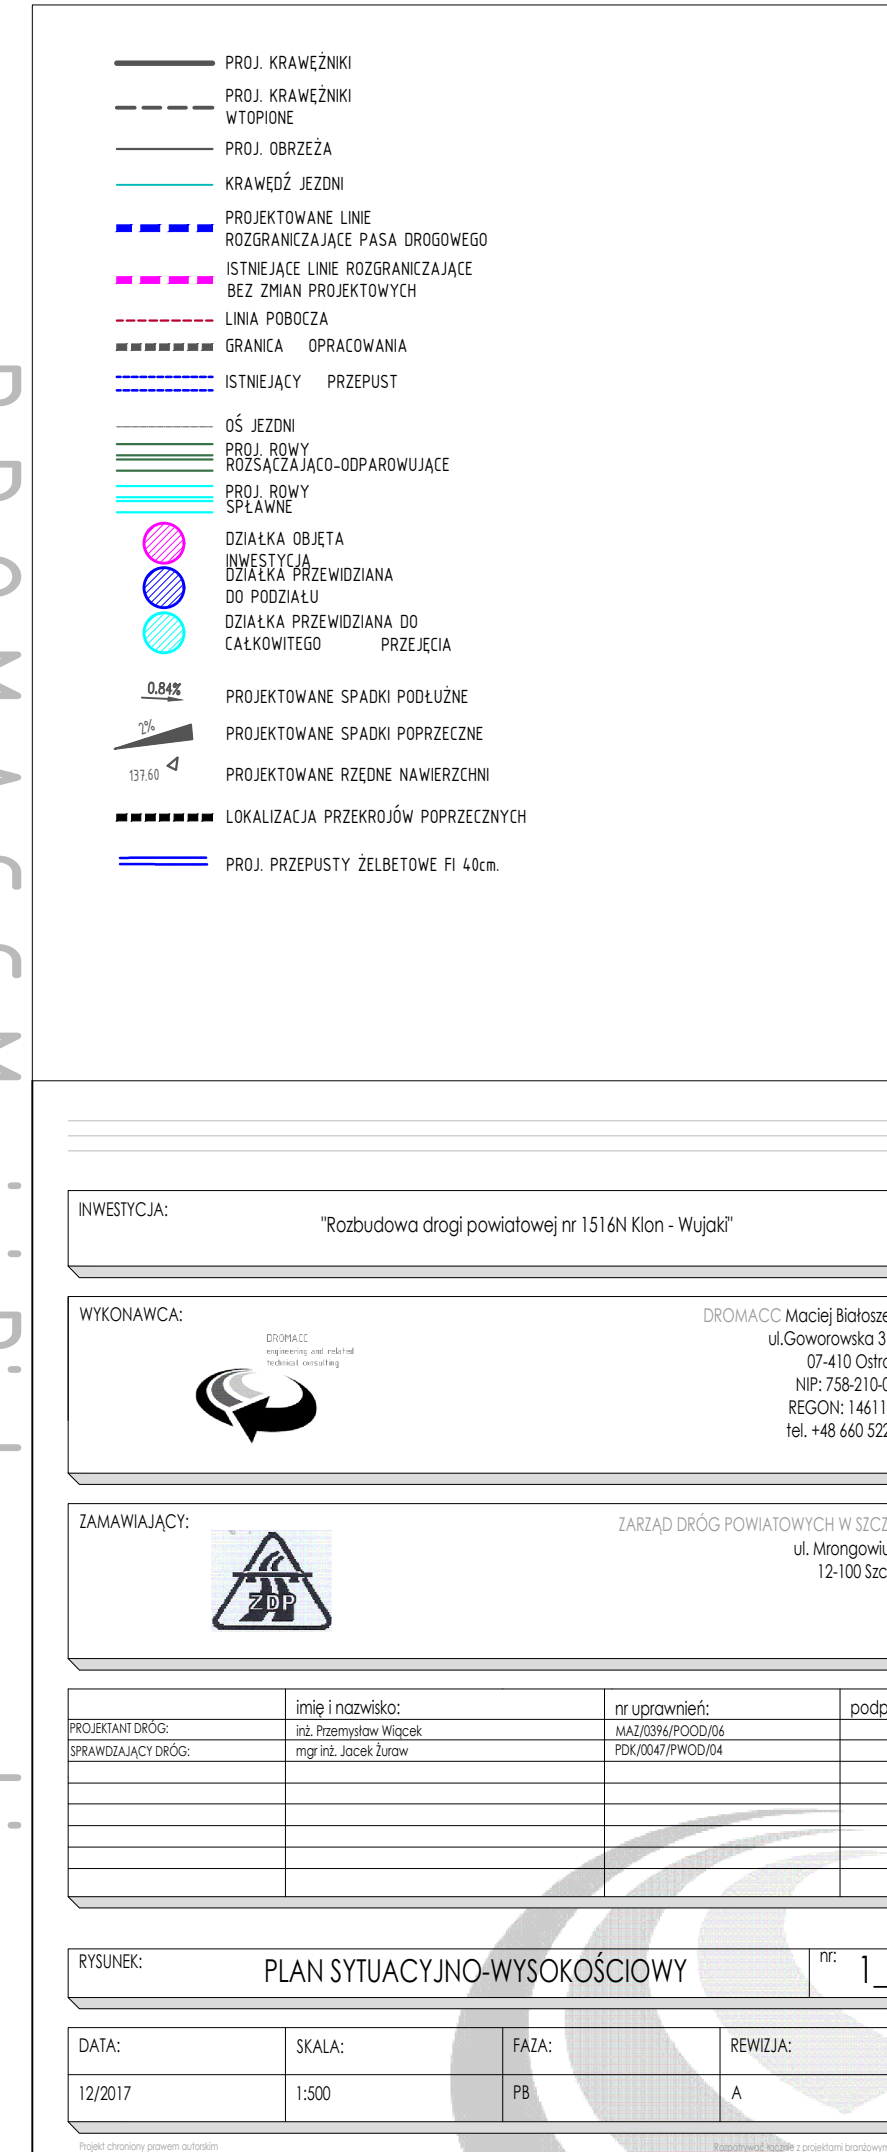 PROJ. KRAWĘŻNIKI
PROJ. KRAWĘŻNIKI
WTOPIONE
PROJ. OBRZEŻA
KRAWĘDŹ JEZDNI
PROJEKTOWANE LINIE
ROZGRANICZAJĄCE PASA DROGOWEGO
ISTNIEJĄCE LINIE ROZGRANICZAJĄCE
BEZ ZMIAN PROJEKTOWYCH
LINIA POBOCZA
GRANICA OPRACOWANIA
ISTNIEJĄCY PRZEPUST
OŚ JEZDNI
PROJ. ROWY
ROZSĄCZAJĄCO-ODPAROWUJĄCE
PROJ. ROWY
SPŁAWNE
DZIAŁKA OBJĘTA
INWESTYCJĄ
DZIAŁKA PRZEWIDZIANA
DO PODZIAŁU
DZIAŁKA PRZEWIDZIANA DO
CAŁKOWITEGO PRZEJĘCIA
0.84%
PROJEKTOWANE SPADKI PODŁUŻNE
2%
PROJEKTOWANE SPADKI POPRZECZNE
137.60
PROJEKTOWANE RZĘDNE NAWIERZCHNI
LOKALIZACJA PRZEKROJÓW POPRZECZNYCH
PROJ. PRZEPUSTY ŻELBETOWE FI 40cm.
INWESTYCJA:
"Rozbudowa drogi powiatowej nr 1516N Klon - Wujaki"
WYKONAWCA:
DROMACC
engineering and related
technical consulting
DROMACC Maciej Białosze
ul.Goworowska 3
07-410 Ostro
NIP: 758-210-0
REGON: 14611
tel. +48 660 522
ZAMAWIAJĄCY:
ZDP
ZARZĄD DRÓG POWIATOWYCH W SZCZ
ul. Mrongowiu
12-100 Szc
imię i nazwisko: nr uprawnień: podp
PROJEKTANT DRÓG: inż. Przemysław Wiącek MAZ/0396/POOD/06
SPRAWDZAJĄCY DRÓG: mgr inż. Jacek Żuraw PDK/0047/PWOD/04
RYSUNEK: PLAN SYTUACYJNO-WYSOKOŚCIOWY nr: 1_
DATA: SKALA: FAZA: REWIZJA:
12/2017 1:500 PB A
Projekt chroniony prawem autorskim
Rozpatrywać łącznie z projektami branżowym